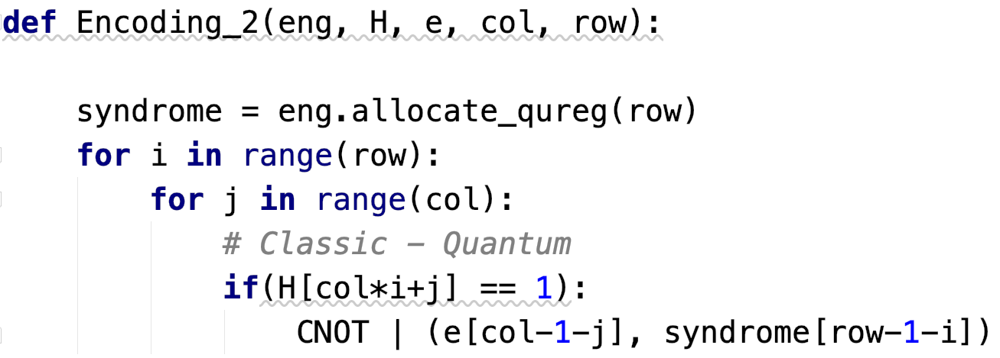 def Encoding_2(eng, H, e, col, row):
    syndrome = eng.allocate_qureg(row)
    for i in range(row):
        for j in range(col):
            # Classic - Quantum
            if(H[col*i+j] == 1):
                CNOT | (e[col-1-j], syndrome[row-1-i])